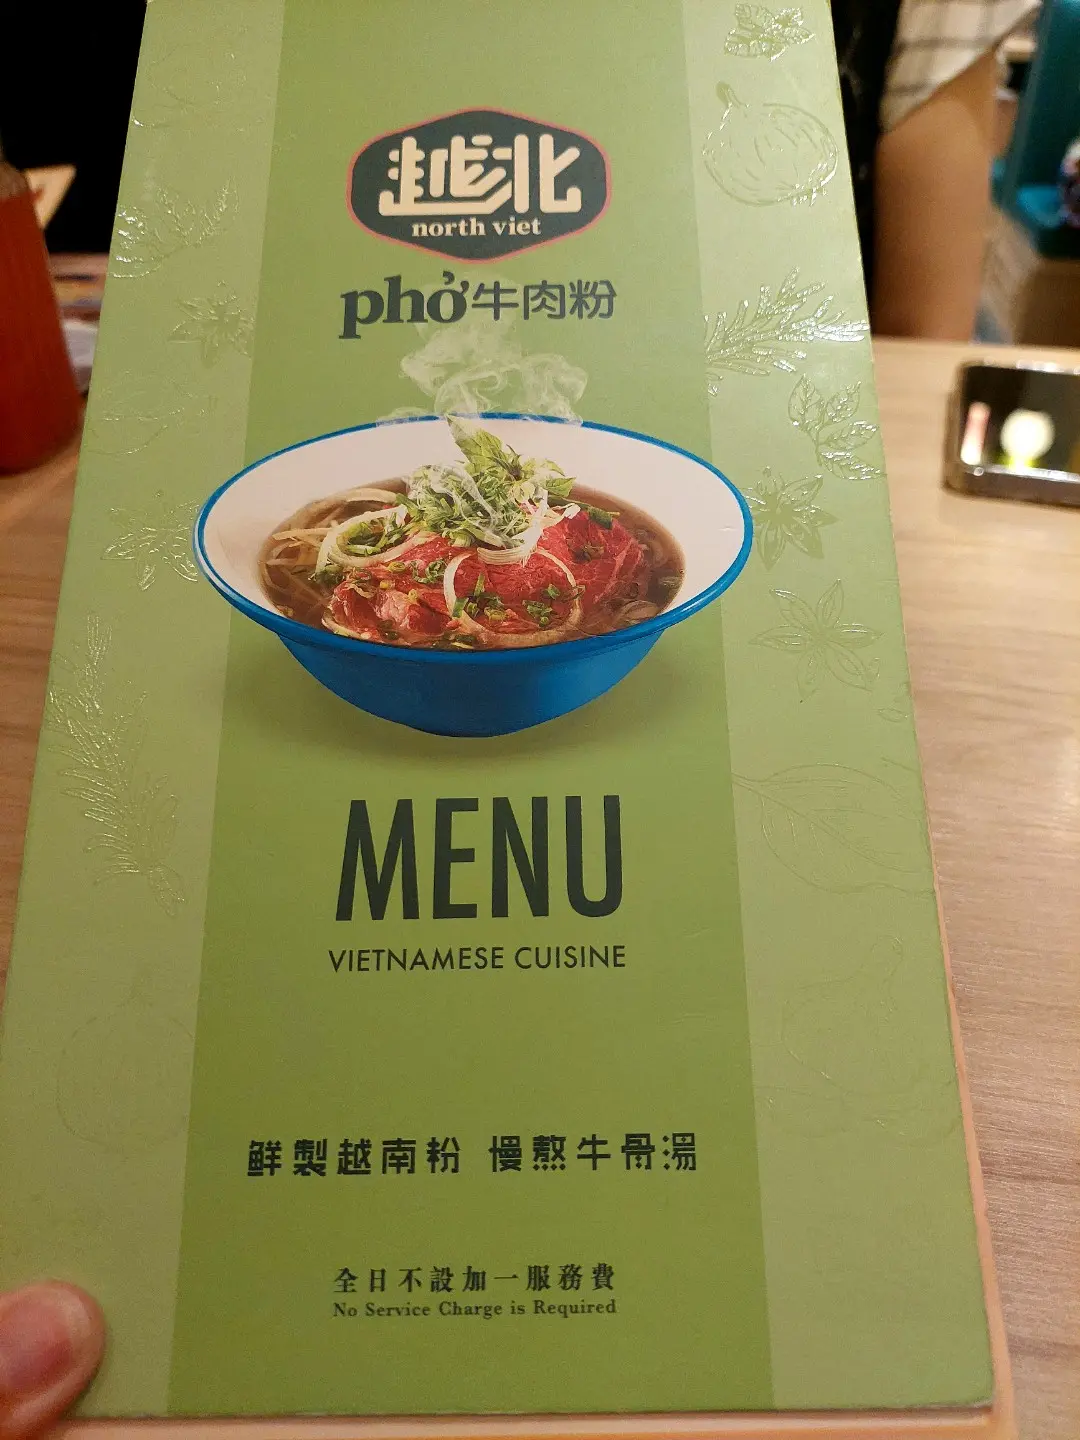 越北
north viet
phở牛肉粉
MENU
VIETNAMESE CUISINE
鮮製越南粉 慢熬牛骨湯
全日不設加一服務費
No Service Charge is Required